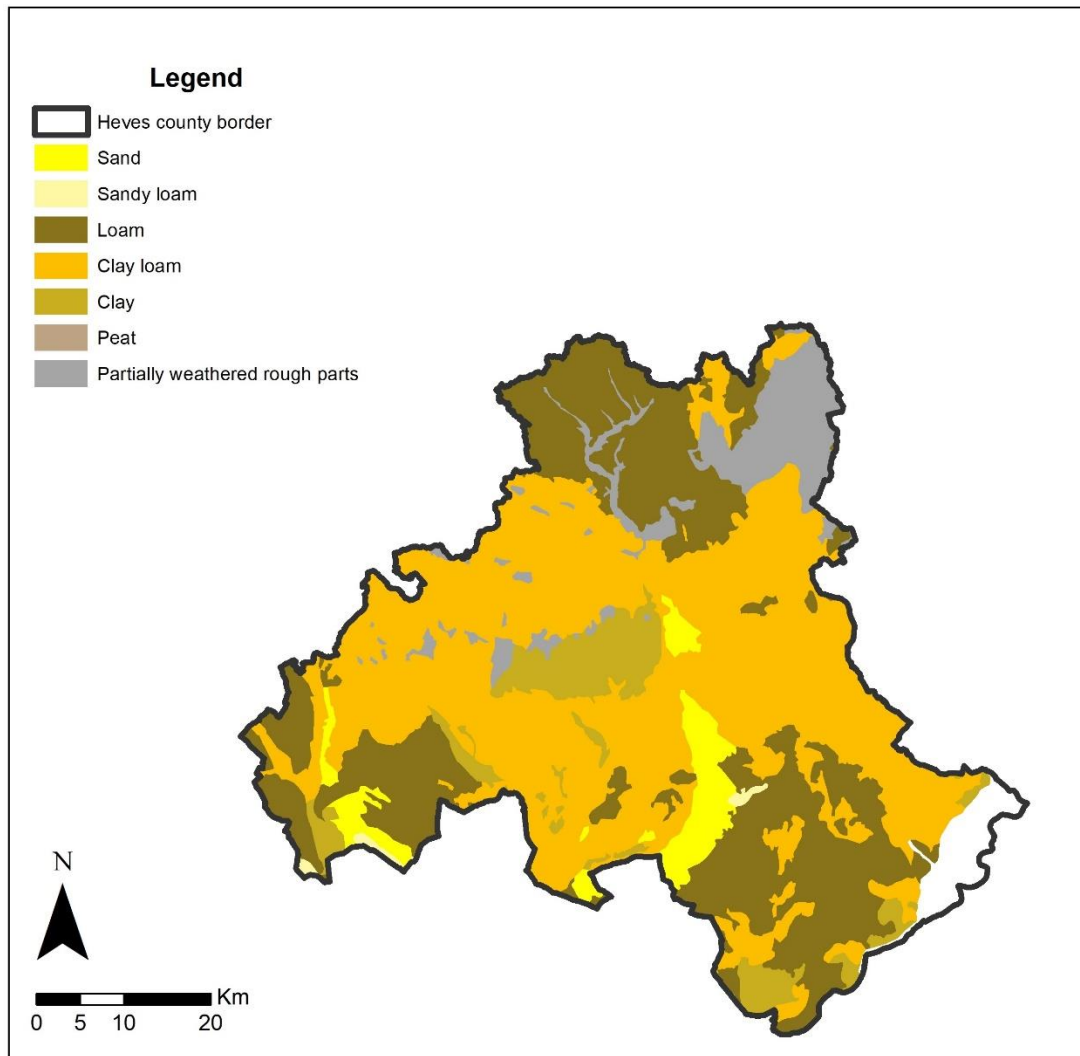 Legend
Heves county border
Sand
Sandy loam
Loam
Clay loam
Clay
Peat
Partially weathered rough parts
N
Km
0 5 10 20